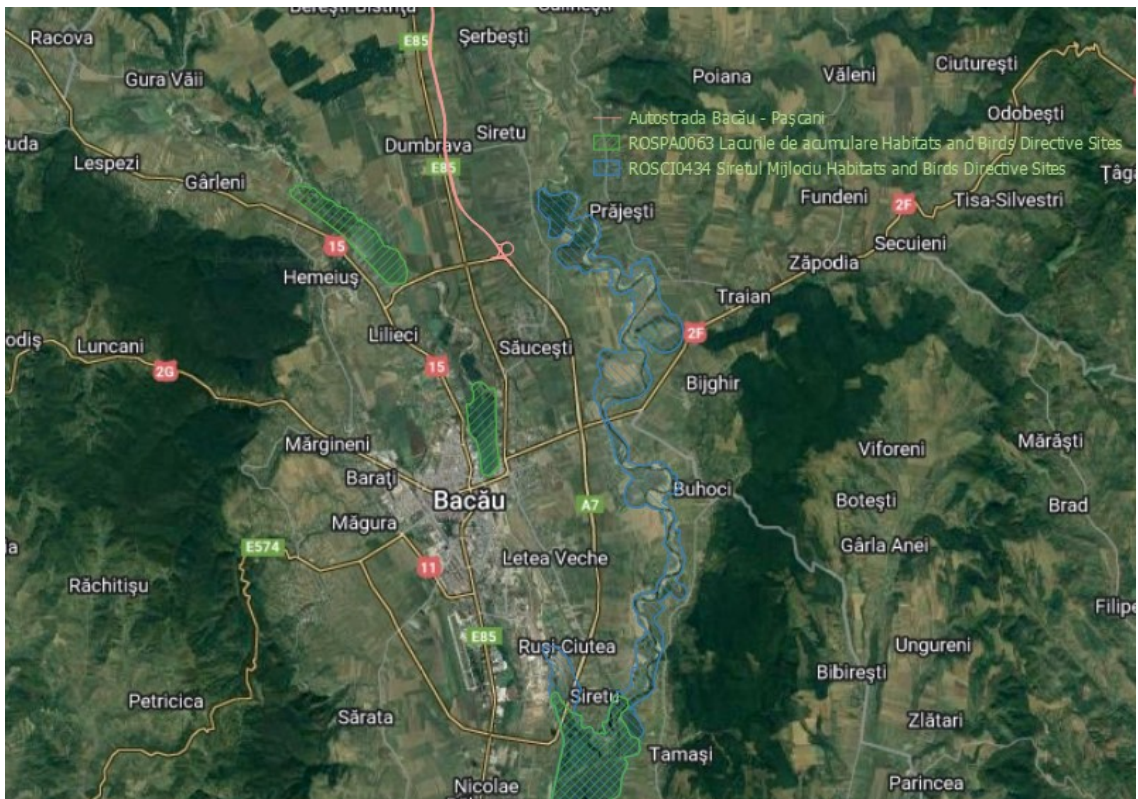 Racova
E85
Şerbeşti
Gura Văii
Poiana
Văleni
Ciutureşti
Odobeşti
Autostrada Bacău - Paşcani
Siretu
Dumbrava
ROSPA0063 Lacurile de acumulare Habitats and Birds Directive Sites
Lespezi
E85
ROSCI0434 Siretul Mijlociu Habitats and Birds Directive Sites
Gârleni
Fundeni
2F
Tisa-Silvestri
Prăjeşti
15
Secuieni
Hemeiuş
Zăpodia
Traian
Lilieci
2F
Luncani
Săuceşti
15
2G
Bijghir
Mărgineni
Viforeni
Mărăşti
Baraţi
Buhoci
Bacău
A7
Boteşti
Brad
Măgura
E574
Gârla Anei
Letea Veche
11
Răchitişu
E85
Ruşi-Ciutea
Ungureni
Bibireşti
Siretu
Petricica
Sărata
Zlătari
Tamaşi
Nicolae
Parincea